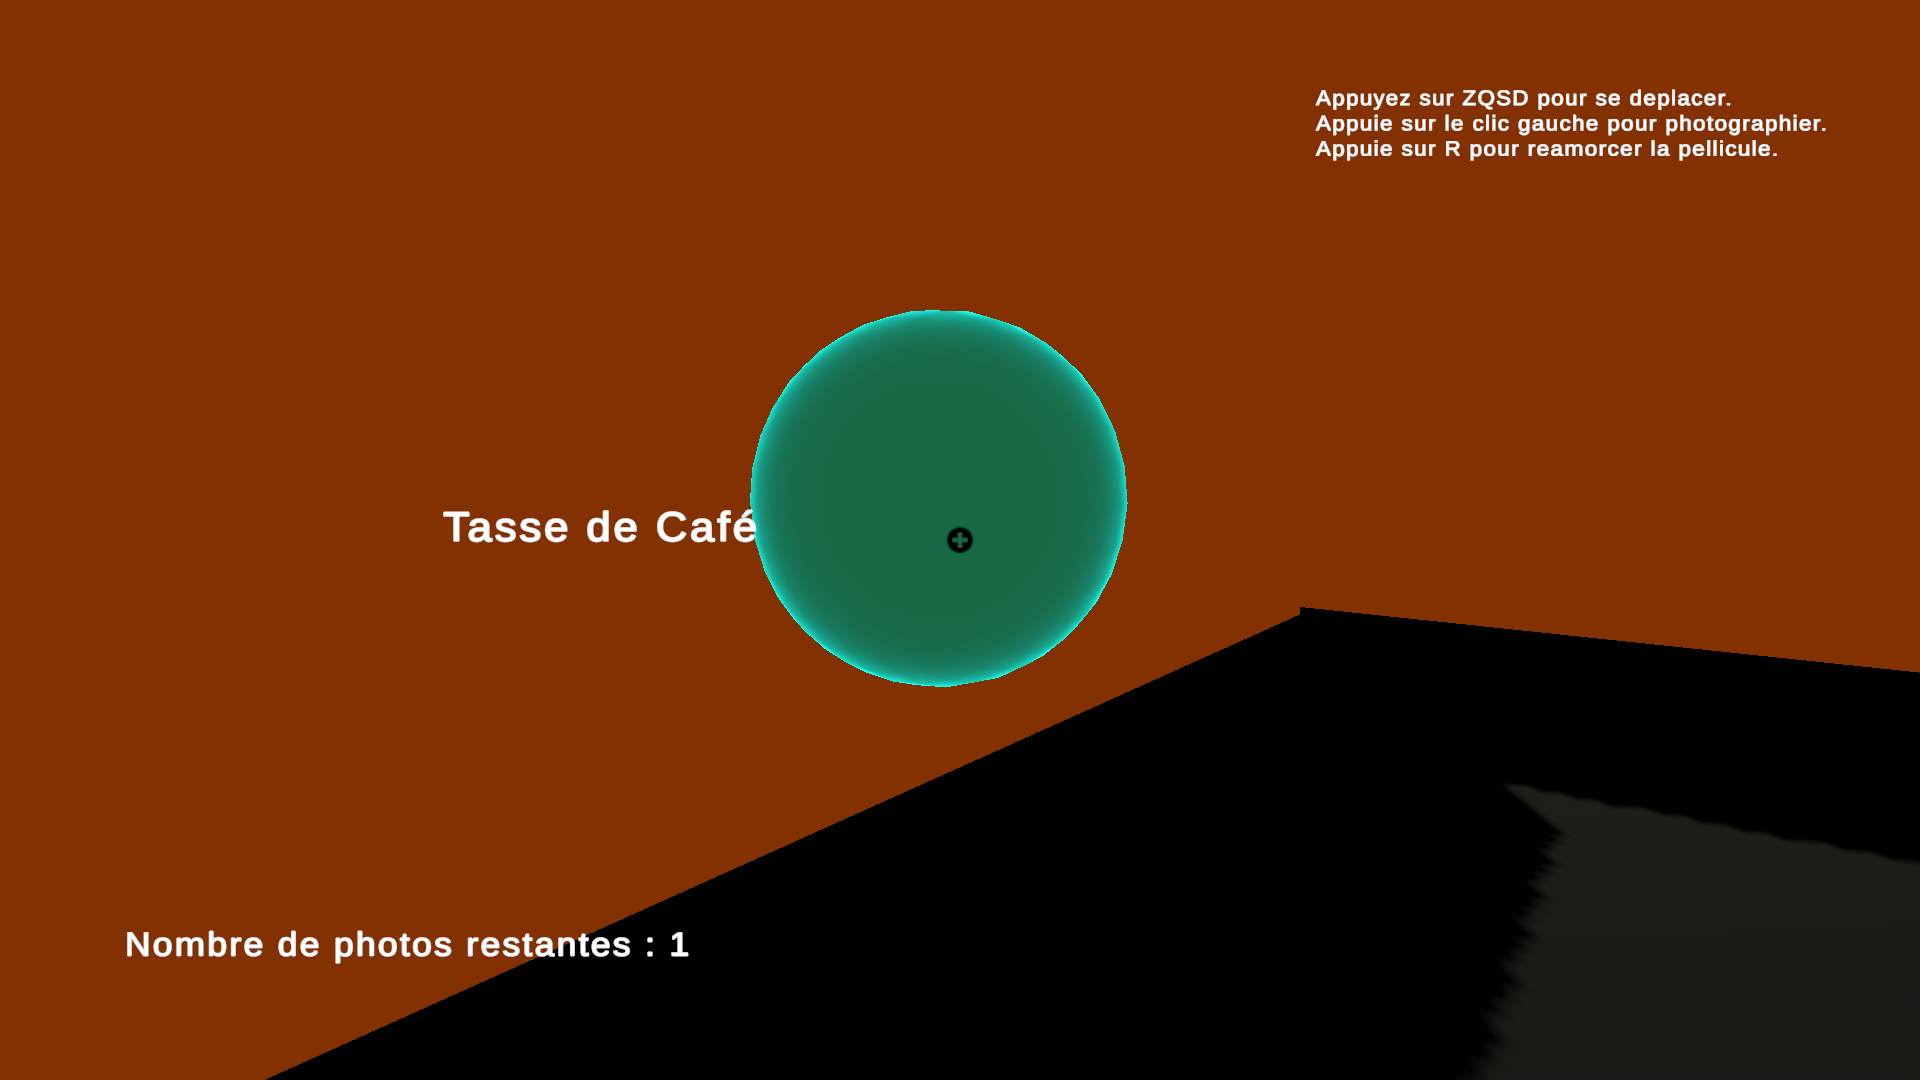 Appuyez sur ZQSD pour se deplacer.
Appuie sur le clic gauche pour photographier.
Appuie sur R pour reamorcer la pellicule.
Tasse de Café
Nombre de photos restantes : 1